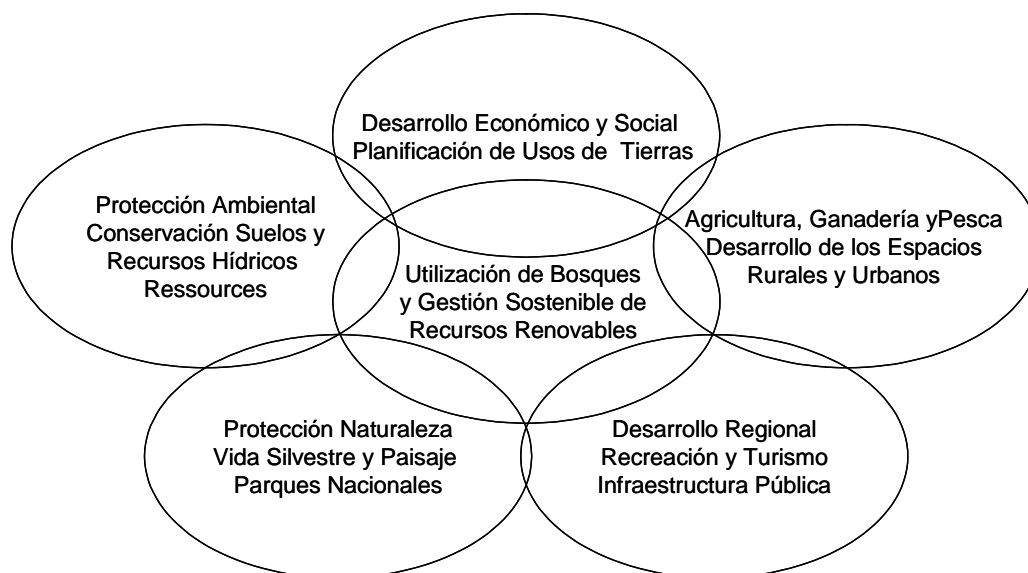 Desarrollo Económico y Social
Planificación de Usos de Tierras
Protección Ambiental
Conservación Suelos y
Recursos Hídricos
Ressources
Agricultura, Ganadería yPesca
Desarrollo de los Espacios
Rurales y Urbanos
Utilización de Bosques
y Gestión Sostenible de
Recursos Renovables
Protección Naturaleza
Vida Silvestre y Paisaje
Parques Nacionales
Desarrollo Regional
Recreación y Turismo
Infraestructura Pública